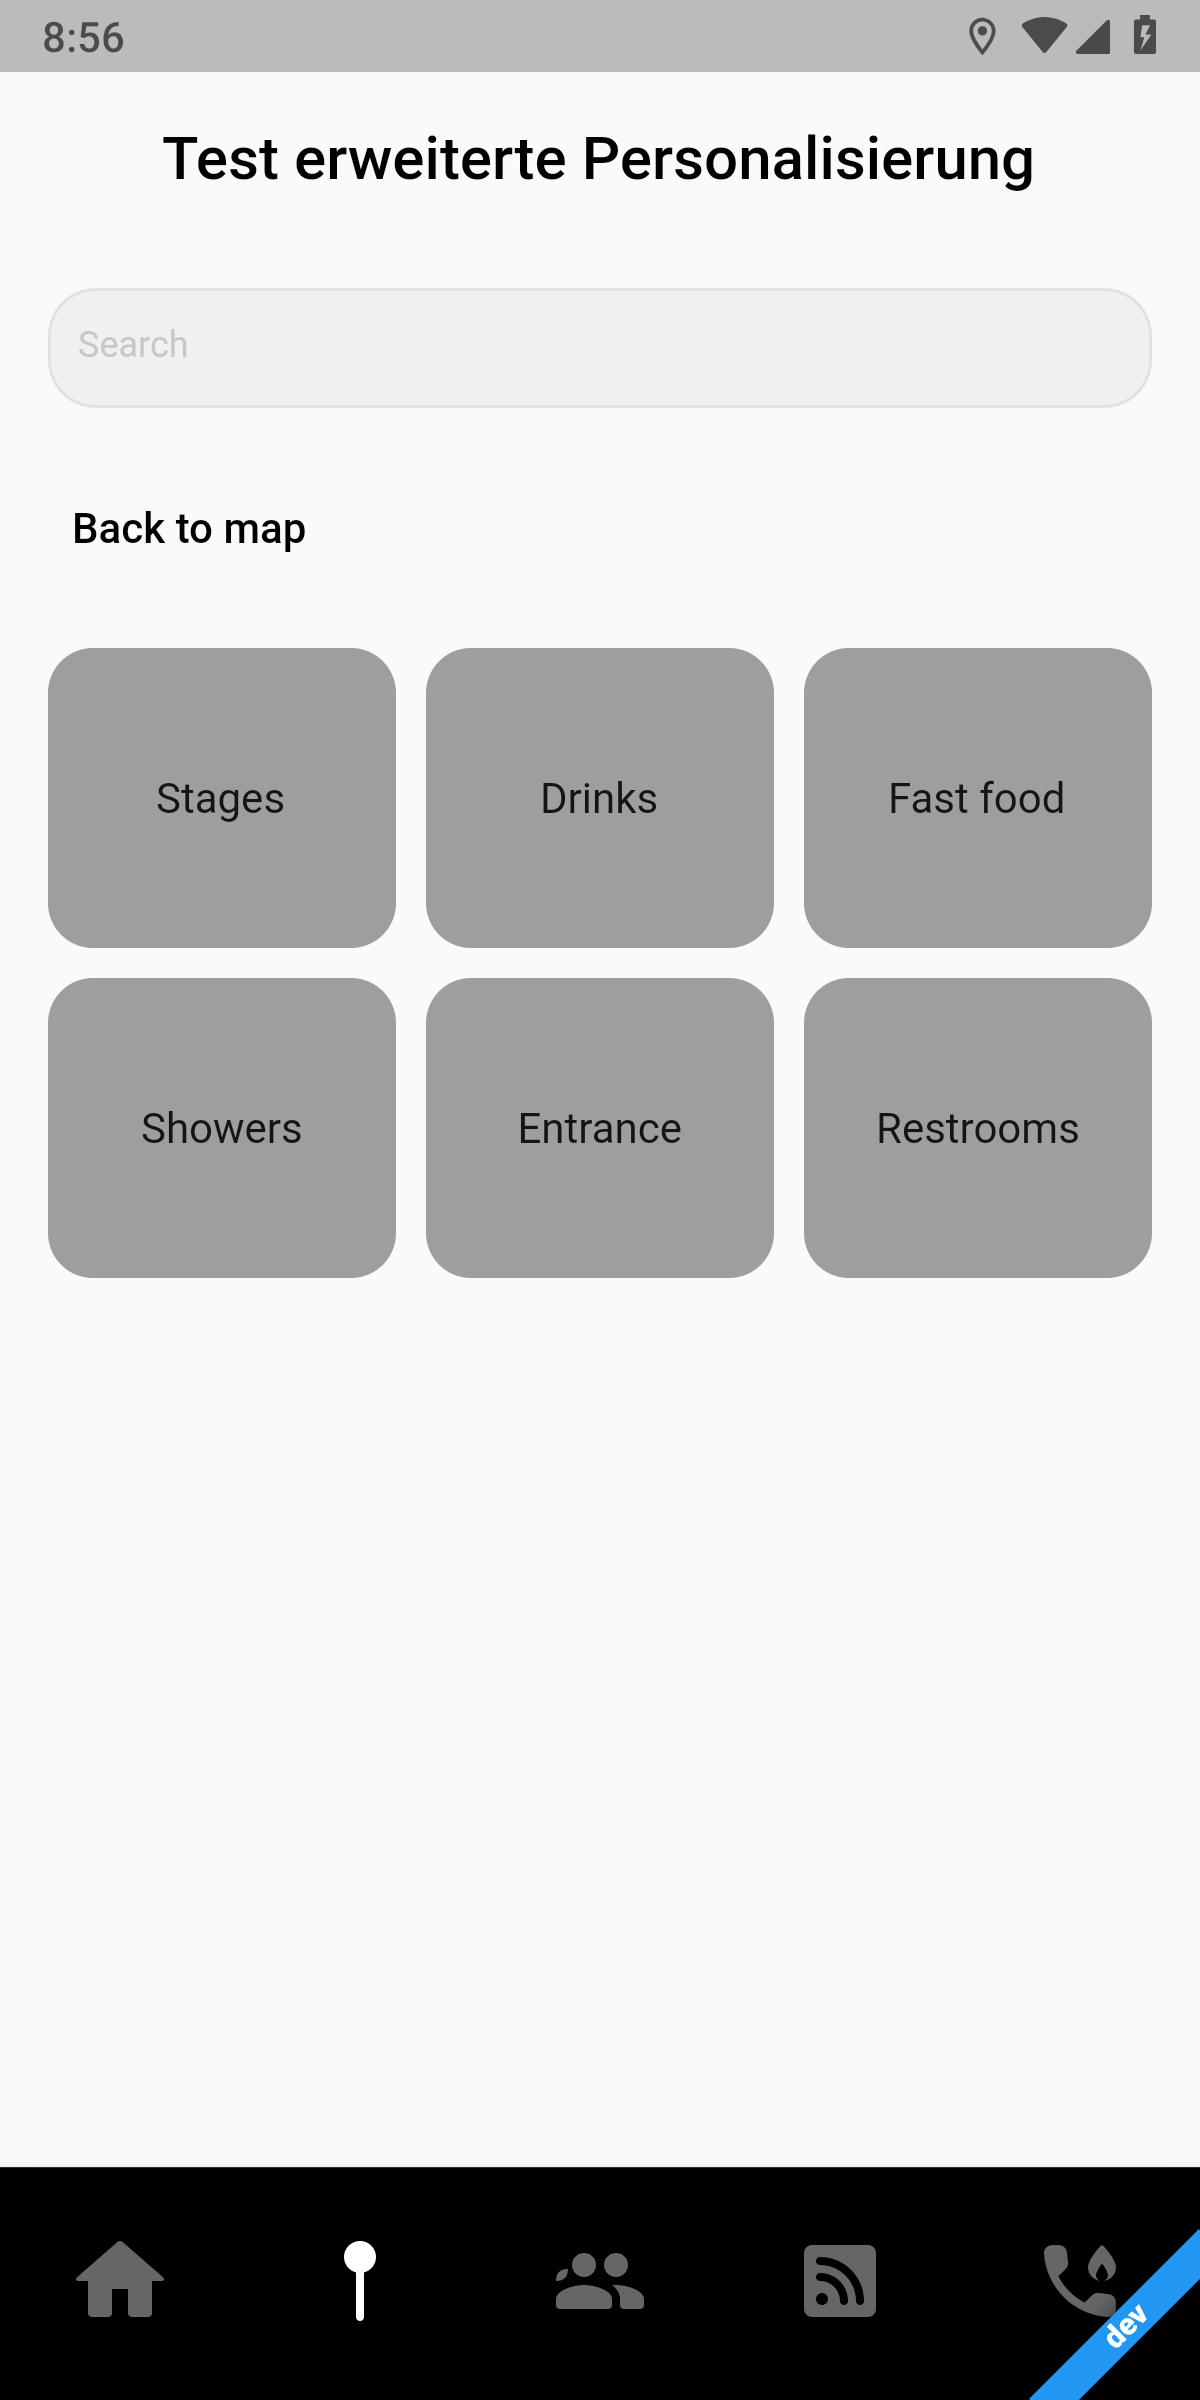 8:56
Test erweiterte Personalisierung
Search
Back to map
Stages
Drinks
Fast food
Showers
Entrance
Restrooms
dev